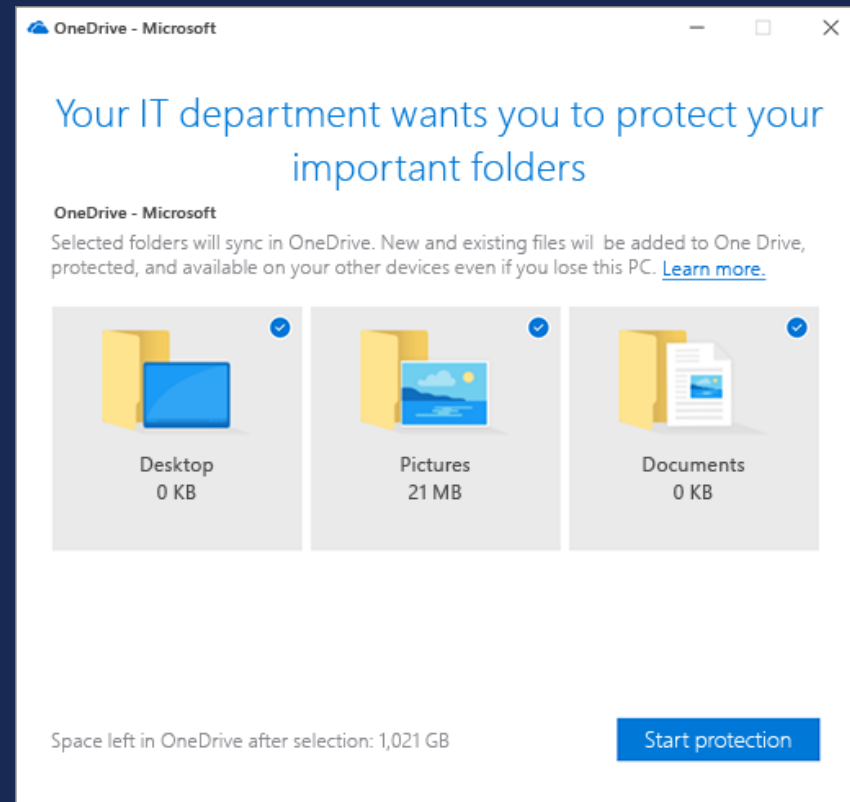 OneDrive - Microsoft
Your IT department wants you to protect your
important folders
OneDrive - Microsoft
Selected folders will sync in OneDrive. New and existing files wil be added to One Drive,
protected, and available on your other devices even if you lose this PC. Learn more.
Desktop
0 KB
Pictures
21 MB
Documents
0 KB
Space left in OneDrive after selection: 1,021 GB
Start protection